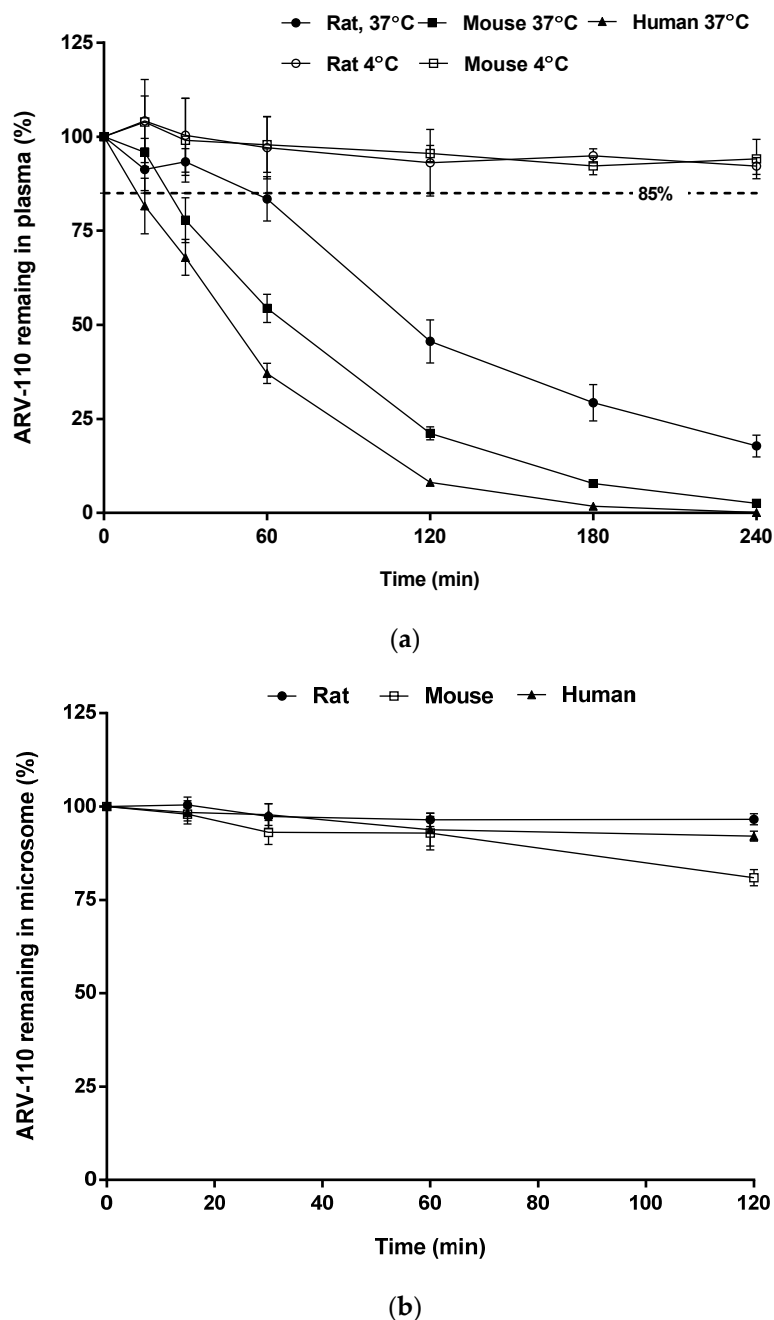 Rat, 37°C Mouse 37°C Human 37°C
Rat 4°C Mouse 4°C
ARV-110 remaing in plasma (%)
125
100
75
50
25
0
85%
0 60 120 180 240
Time (min)
(a)
Rat Mouse Human
ARV-110 remaning in microsome (%)
125
100
75
50
25
0
0 20 40 60 80 100 120
Time (min)
(b)